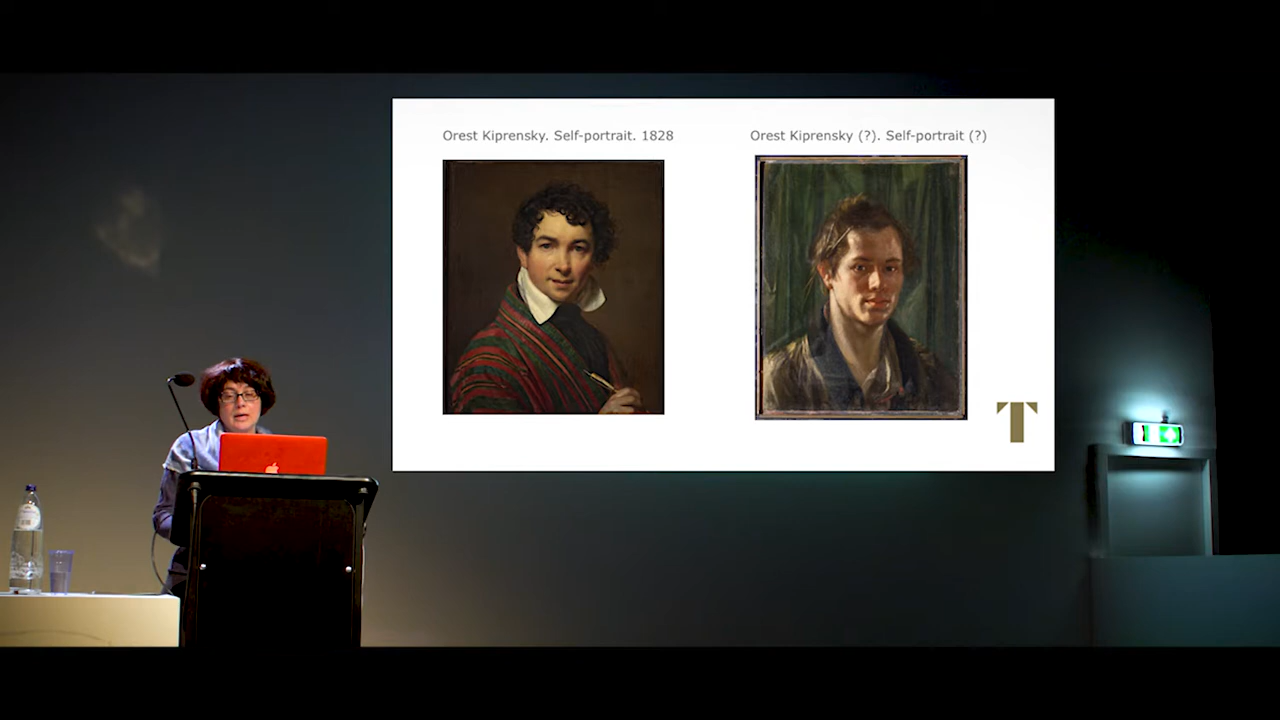 Orest Kiprensky. Self-portrait. 1828
Orest Kiprensky (?). Self-portrait (?)
T